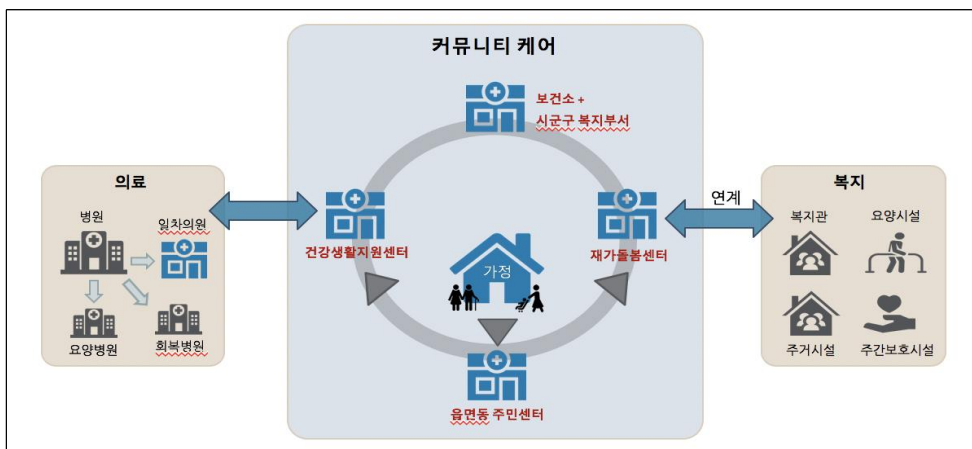 커뮤니티 케어
보건소 +
시군구 복지부서
의료
병원
일차의원
요양병원
회복병원
건강생활지원센터
가정
재가돌봄센터
읍면동 주민센터
연계
복지
복지관
요양시설
주거시설
주간보호시설